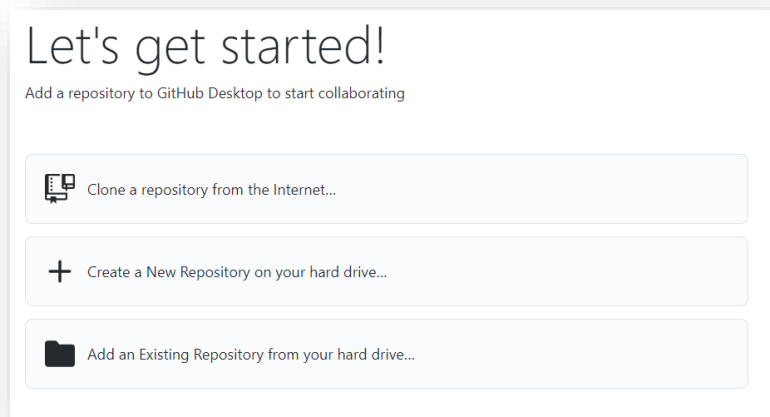 Let's get started!
Add a repository to GitHub Desktop to start collaborating
Clone a repository from the Internet...
Create a New Repository on your hard drive...
Add an Existing Repository from your hard drive...